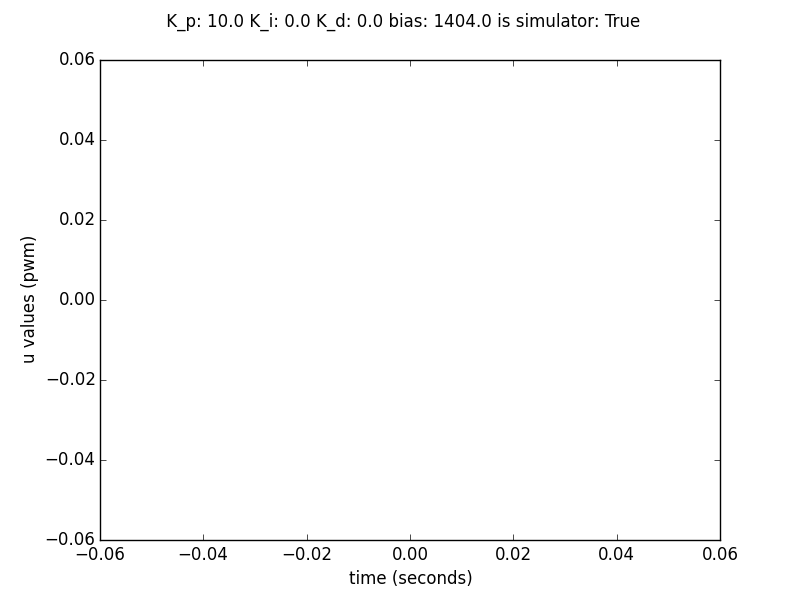 K_p: 10.0 K_i: 0.0 K_d: 0.0 bias: 1404.0 is simulator: True
0.06
0.04
0.02
0.00
−0.02
−0.04
−0.06
u values (pwm)
−0.06 −0.04 −0.02 0.00 0.02 0.04 0.06
time (seconds)